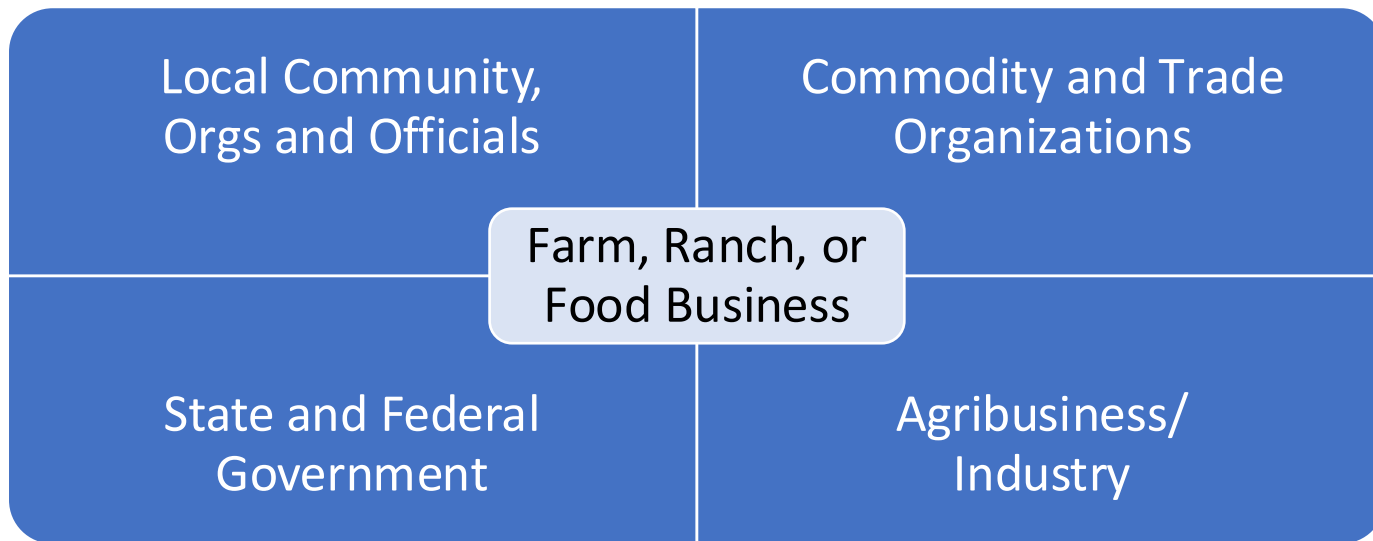 Local Community,
Orgs and Officials
Commodity and Trade
Organizations
Farm, Ranch, or
Food Business
State and Federal
Government
Agribusiness/
Industry